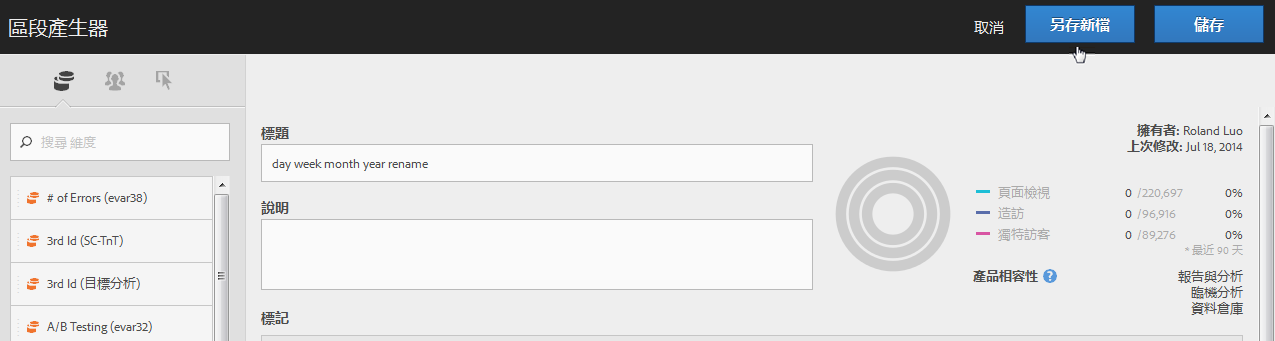 區段產生器
取消
另存新檔
儲存
搜尋 維度
# of Errors (evar38)
3rd Id (SC-TnT)
3rd Id (目標分析)
A/B Testing (evar32)
標題
day week month year rename
說明
標記
擁有者: Roland Luo
上次修改: Jul 18, 2014
頁面檢視 0 /220,697 0%
造訪 0 /96,916 0%
獨特訪客 0 /89,276 0%
* 最近 90 天
產品相容性 ? 報告與分析
臨機分析
資料倉庫